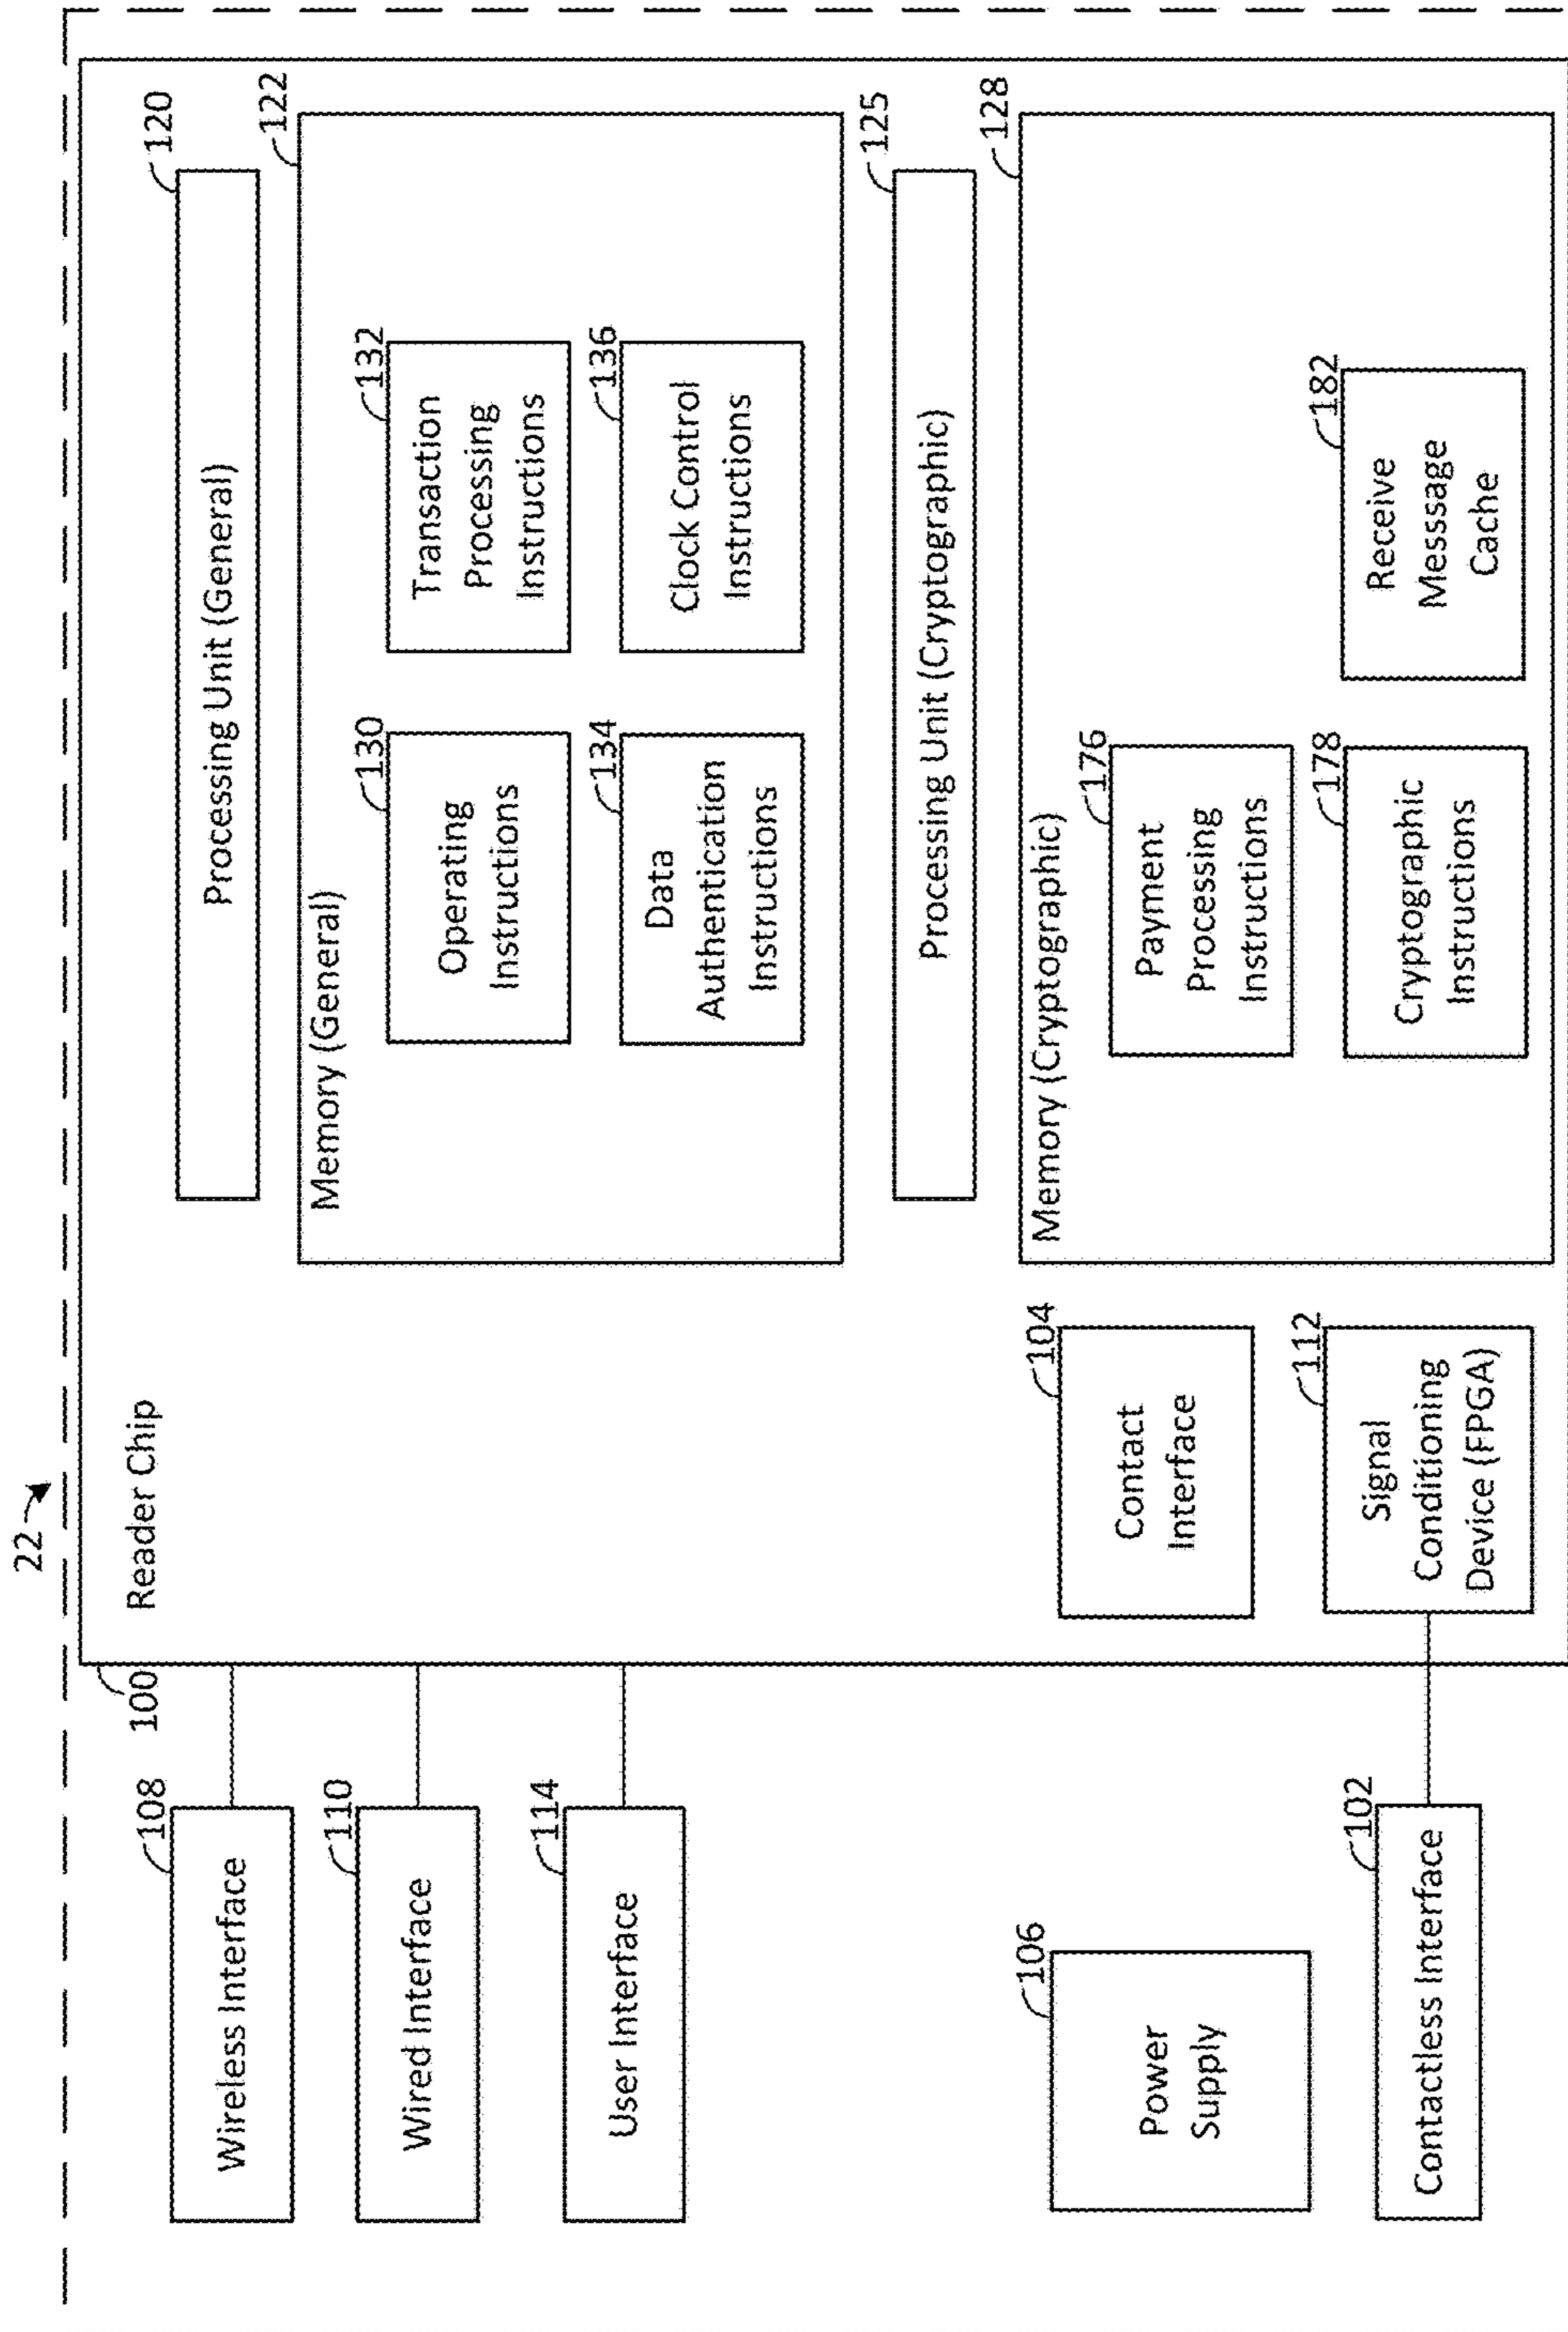 22
100
Reader Chip
120
Processing Unit (General)
122
Memory (General)
130
Operating
Instructions
132
Transaction
Processing
Instructions
134
Data
Authentication
Instructions
136
Clock Control
Instructions
125
Processing Unit (Cryptographic)
128
Memory (Cryptographic)
176
Payment
Processing
Instructions
178
Cryptographic
Instructions
182
Receive
Messsage
Cache
108
Wireless Interface
110
Wired Interface
114
User Interface
106
Power
Supply
104
Contact
Interface
102
Contactless Interface
112
Signal
Conditioning
Device (FPGA)